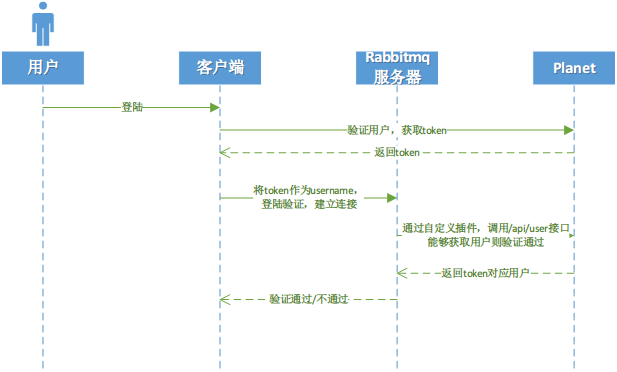 用户
客户端
Rabbitmq
服务器
Planet
登陆
验证用户，获取token
返回token
将token作为username，
登陆验证，建立连接
通过自定义插件，调用/api/user接口
能够获取用户则验证通过
返回token对应用户
验证通过/不通过